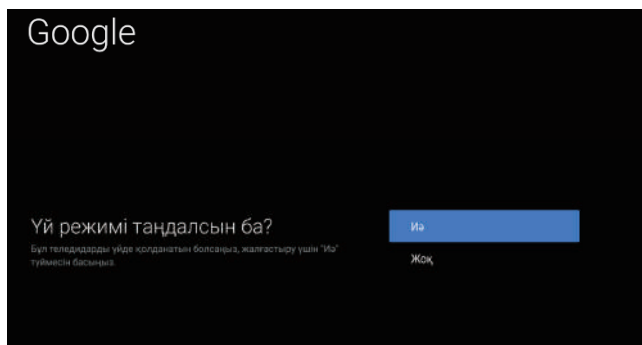 Google
Үй режимі таңдалсын ба?
Бұл теледидарды үйде қолданатын болсаңыз, жалғастыру үшін "Иә"
түймесін басыңыз.
Иә
Жоқ